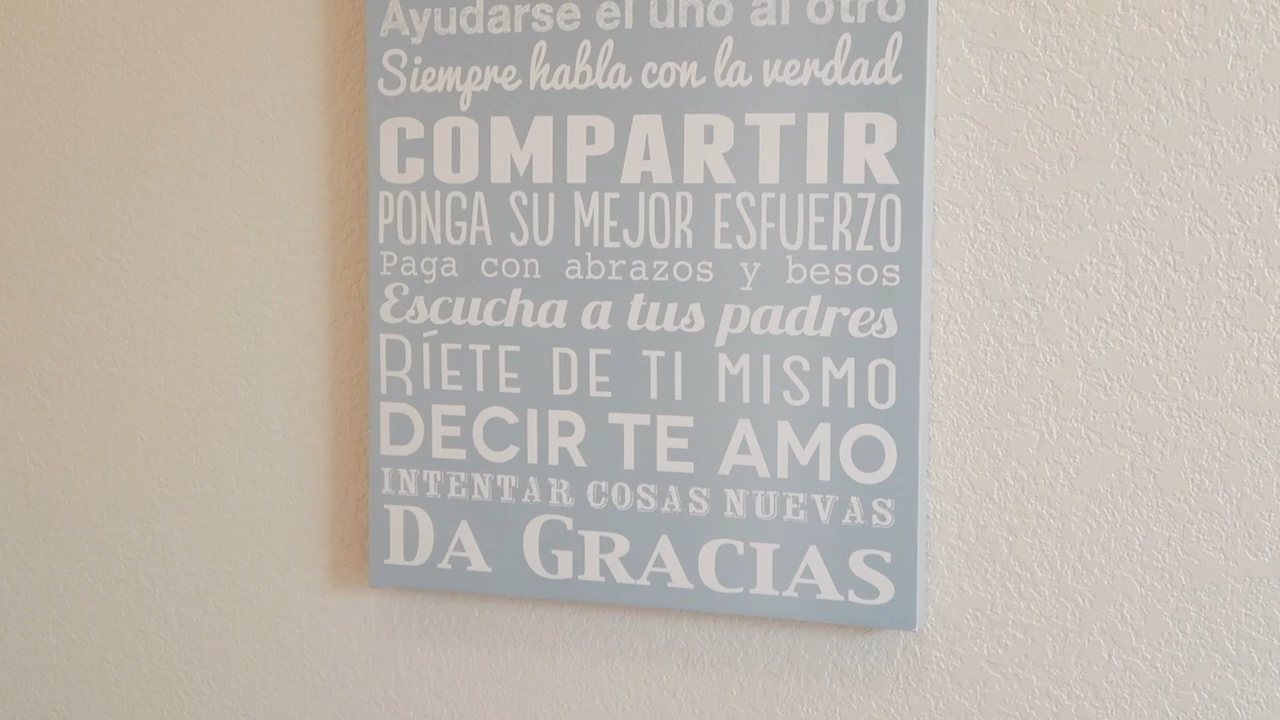 Ayudarse el uno al otro
Siempre habla con la verdad
COMPARTIR
PONGA SU MEJOR ESFUERZO
Paga con abrazos y besos
Escucha a tus padres
RÍETE DE TI MISMO
DECIR TE AMO
INTENTAR COSAS NUEVAS
DA GRACIAS